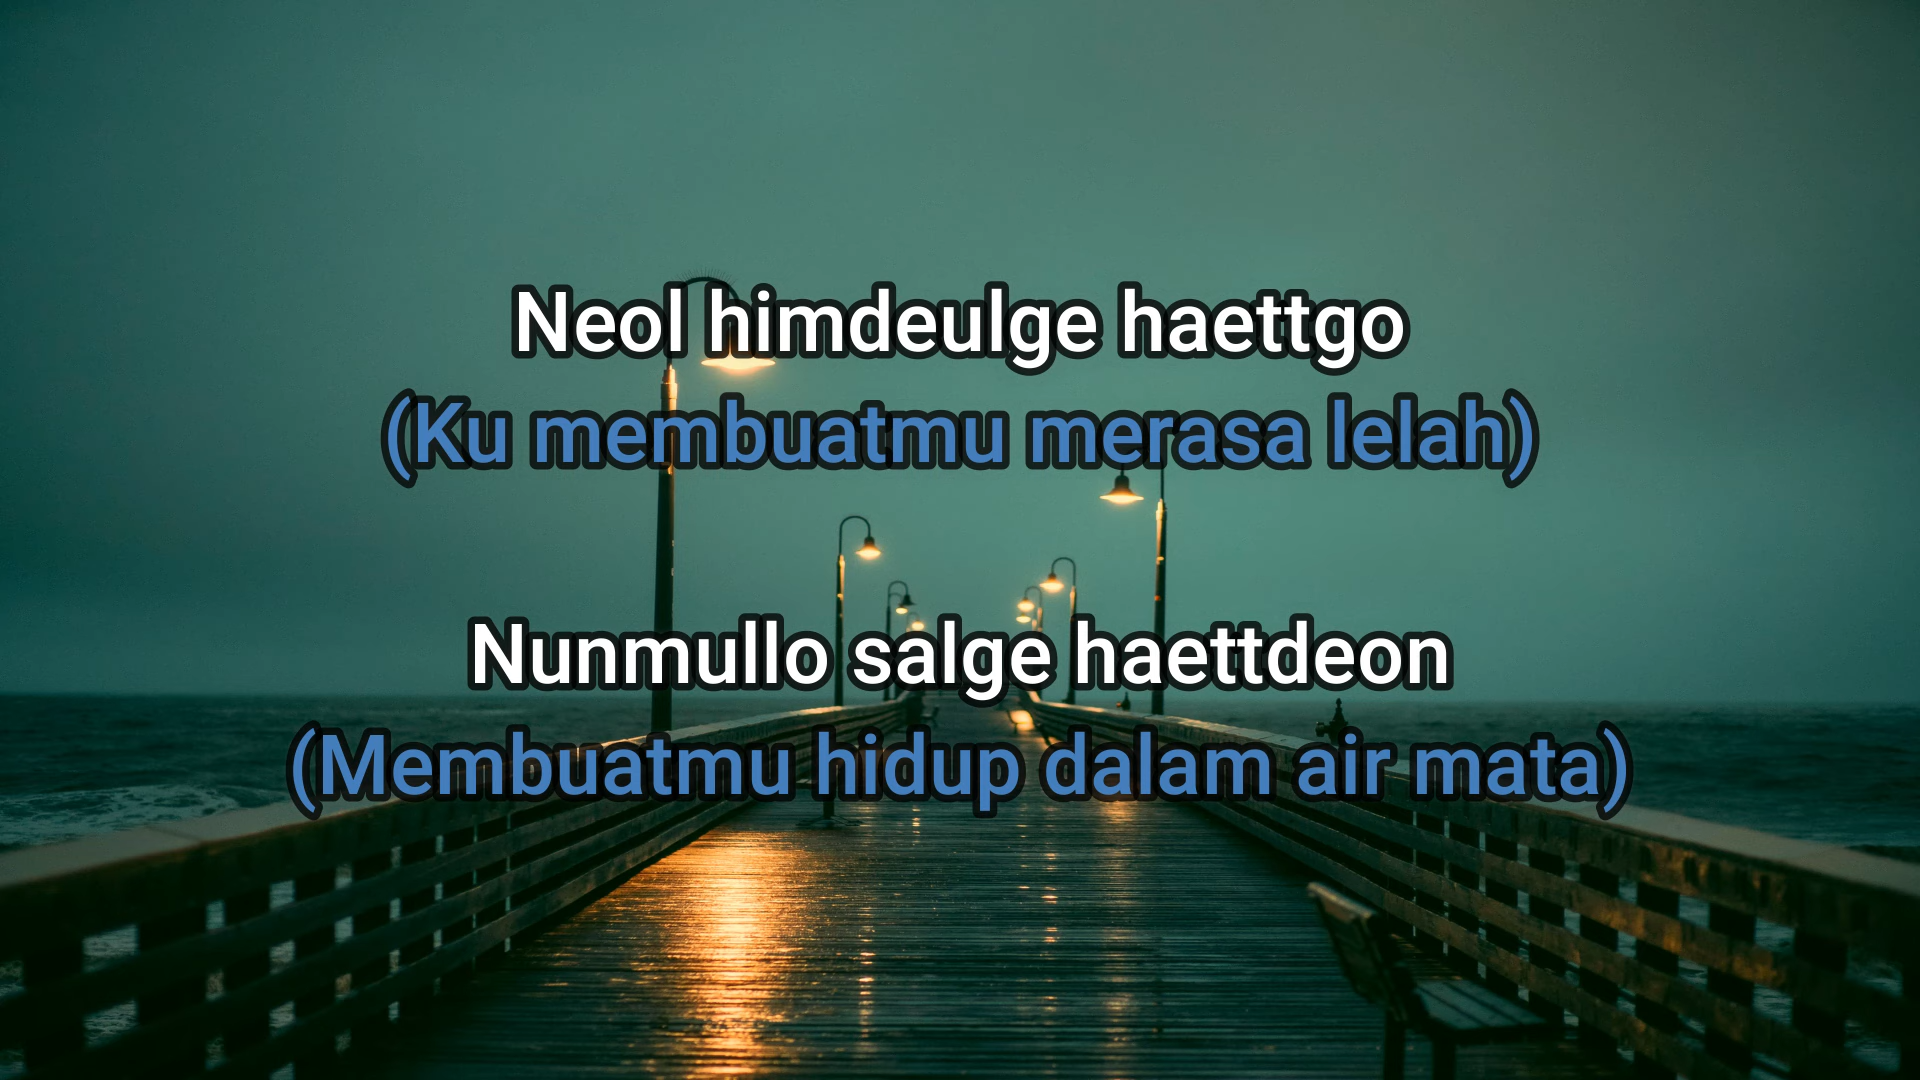 Neol himdeulge haettgo
(Ku membuatmu merasa lelah)
Nunmullo salge haettdeon
(Membuatmu hidup dalam air mata)